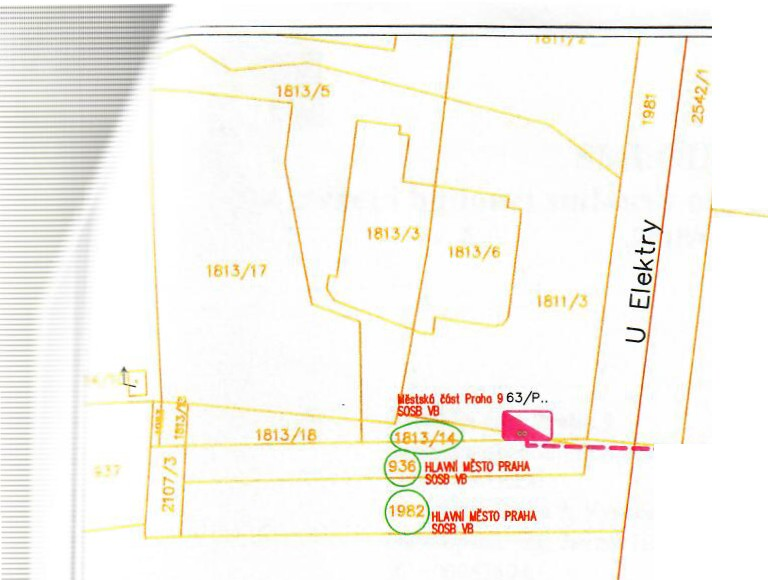 1811/2
1813/5
1981
2542/1
1813/3
1813/6
1813/17
1811/3
U Elektry
Městská část Praha 9 63/P..
SOSB VB
1813/18
1813/14
937
2107/3
936
HLAVNÍ MĚSTO PRAHA
SOSB VB
1982
HLAVNÍ MĚSTO PRAHA
SOSB VB